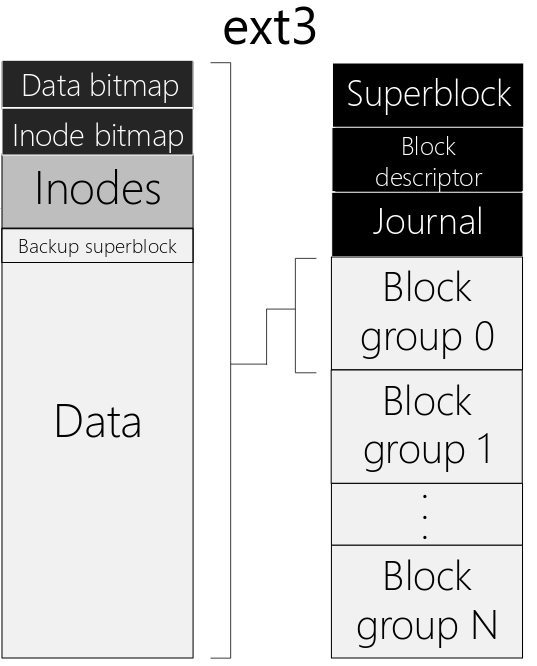 ext3
Data bitmap
Inode bitmap
Inodes
Backup superblock
Data
Superblock
Block
descriptor
Journal
Block
group 0
Block
group 1
.
.
.
Block
group N